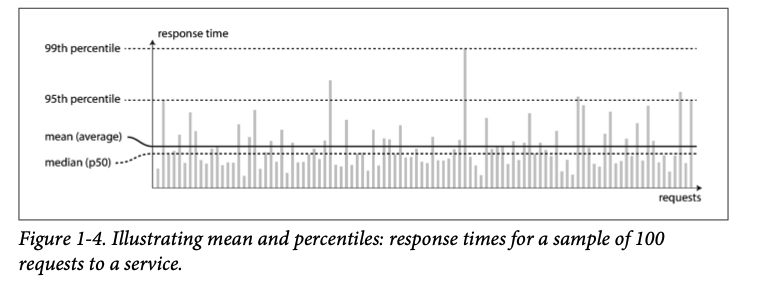 response time
99th percentile
95th percentile
mean (average)
median (p50)
requests
Figure 1-4. Illustrating mean and percentiles: response times for a sample of 100
requests to a service.